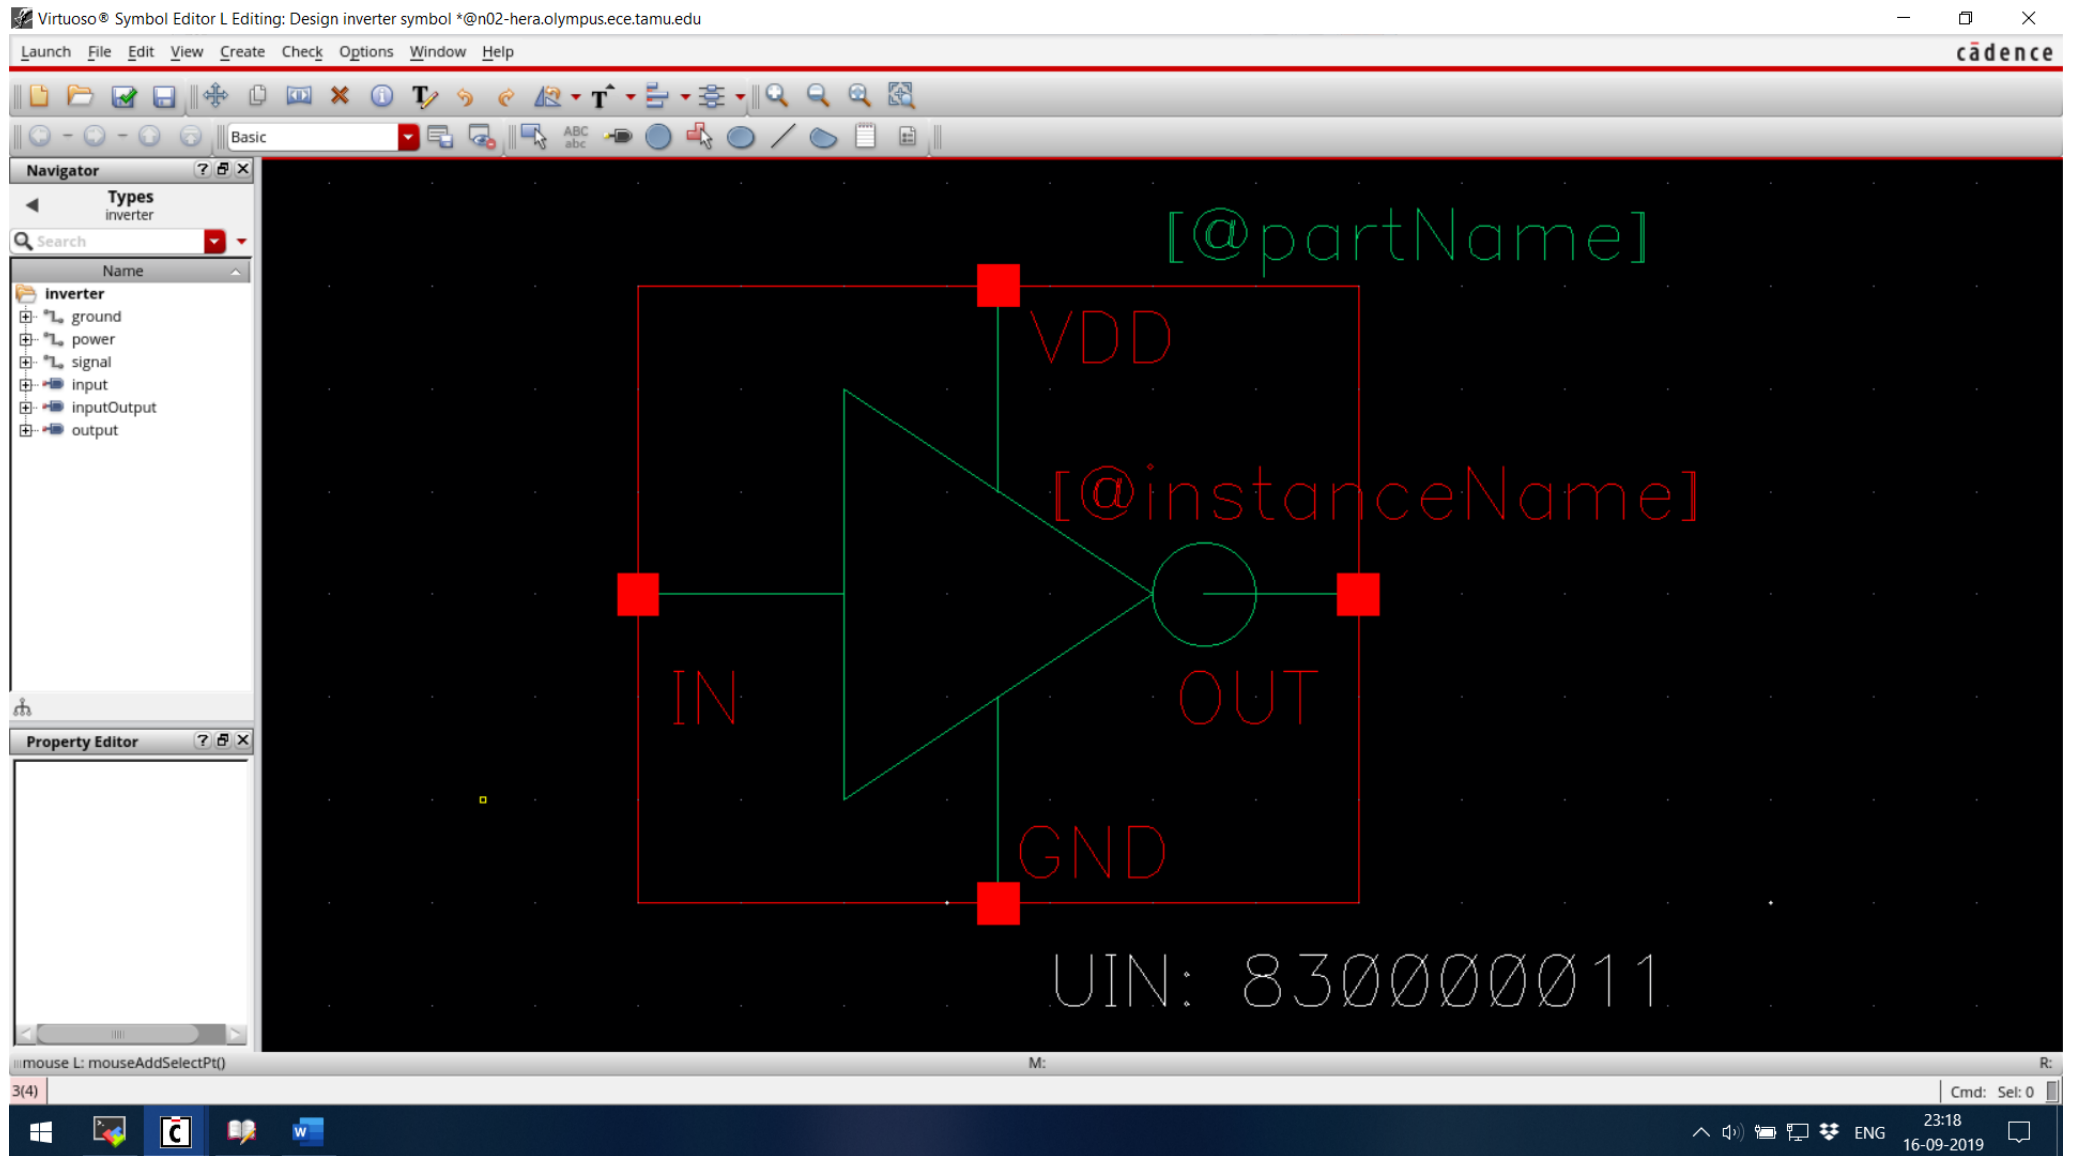 Virtuoso® Symbol Editor L Editing: Design inverter symbol *@n02-hera.olympus.ece.tamu.edu
Launch File Edit View Create Check Options Window Help
cādence
Basic
ABC
abc
Navigator
Types
inverter
Search
Name
inverter
ground
power
signal
input
inputOutput
output
Property Editor
[@partName]
VDD
[@instanceName]
IN
OUT
GND
UIN: 830000011
mouse L: mouseAddSelectPt()
M:
R:
3(4)
Cmd: Sel: 0
ENG
23:18
16-09-2019